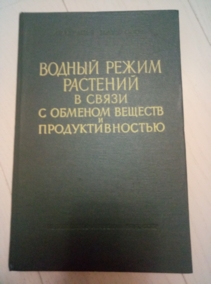 ВОДНЫЙ РЕЖИМ
РАСТЕНИЙ
В СВЯЗИ
С ОБМЕНОМ ВЕЩЕСТВ
И
ПРОДУКТИВНОСТЬЮ